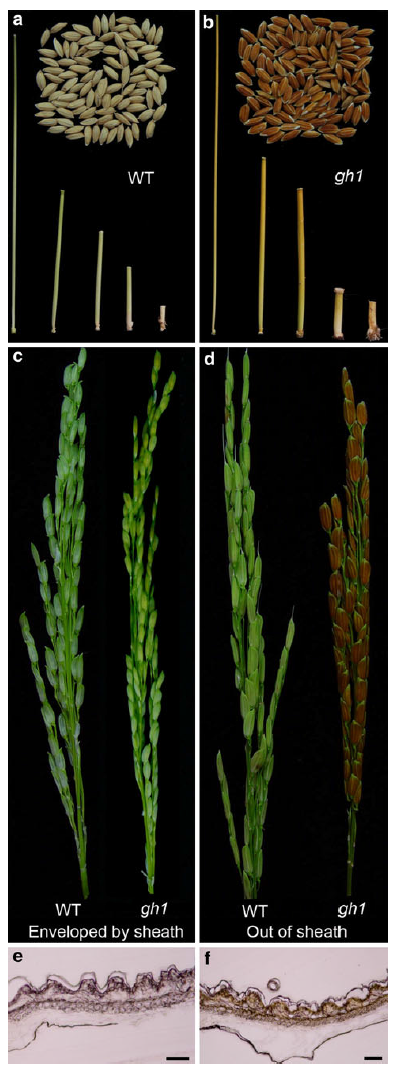 a
b
WT
gh1
c
d
WT
gh1
WT
gh1
Enveloped by sheath
Out of sheath
e
f